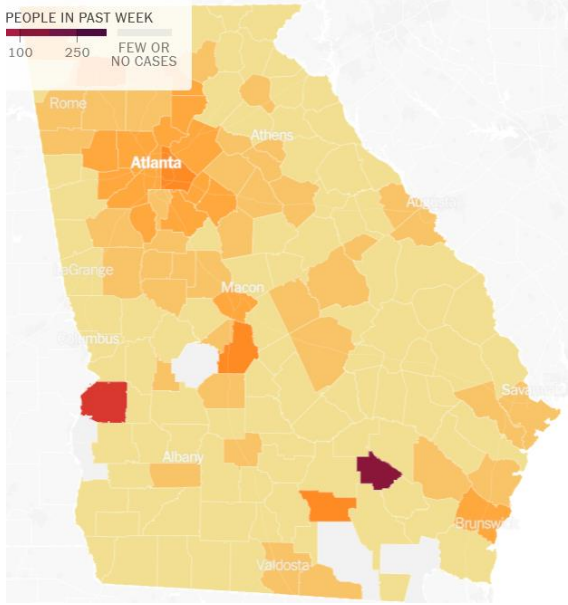 PEOPLE IN PAST WEEK
100 250 FEW OR
NO CASES
Rome
Athens
Atlanta
Augusta
LaGrange
Macon
Columbus
Savannah
Albany
Brunswick
Valdosta